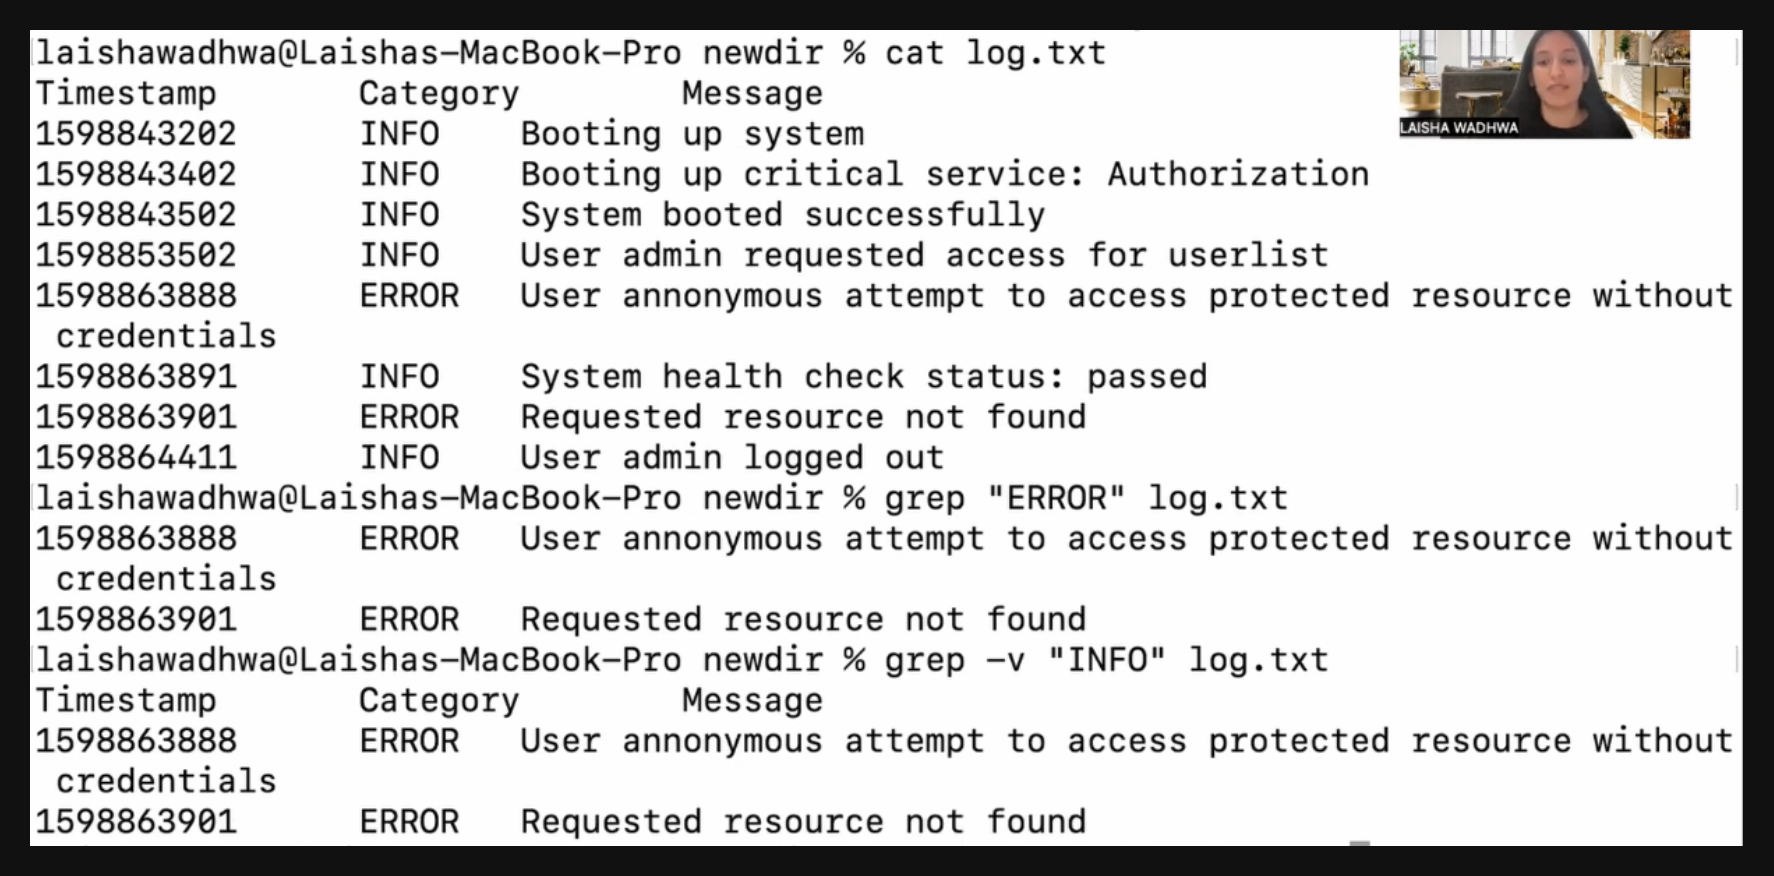 laishawadhwa@Laishas-MacBook-Pro newdir % cat log.txt
Timestamp Category Message
1598843202 INFO Booting up system
1598843402 INFO Booting up critical service: Authorization
1598843502 INFO System booted successfully
1598853502 INFO User admin requested access for userlist
1598863888 ERROR User annonymous attempt to access protected resource without
credentials
1598863891 INFO System health check status: passed
1598863901 ERROR Requested resource not found
1598864411 INFO User admin logged out
laishawadhwa@Laishas-MacBook-Pro newdir % grep "ERROR" log.txt
1598863888 ERROR User annonymous attempt to access protected resource without
credentials
1598863901 ERROR Requested resource not found
laishawadhwa@Laishas-MacBook-Pro newdir % grep -v "INFO" log.txt
Timestamp Category Message
1598863888 ERROR User annonymous attempt to access protected resource without
credentials
1598863901 ERROR Requested resource not found
LAISHA WADHWA